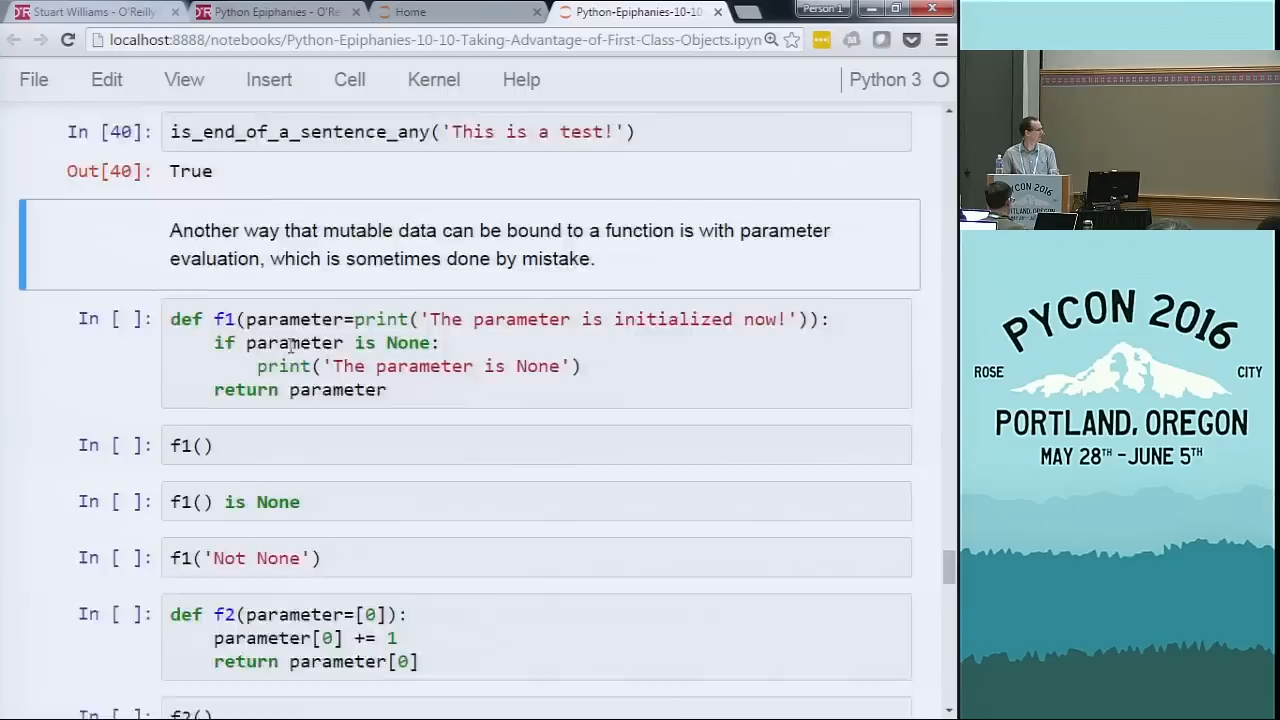 Stuart Williams - O'Reilly
Python Epiphanies - O'Re
Home
Python-Epiphanies-10-10
Person 1
localhost:8888/notebooks/Python-Epiphanies-10-10-Taking-Advantage-of-First-Class-Objects.ipyn
File Edit View Insert Cell Kernel Help Python 3
In [40]: is_end_of_a_sentence_any('This is a test!')
Out[40]: True
Another way that mutable data can be bound to a function is with parameter
evaluation, which is sometimes done by mistake.
In [ ]: def f1(parameter=print('The parameter is initialized now!')):
if parameter is None:
print('The parameter is None')
return parameter
In [ ]: f1()
In [ ]: f1() is None
In [ ]: f1('Not None')
In [ ]: def f2(parameter=[0]):
parameter[0] += 1
return parameter[0]
In [ ]: f2()
PYCON 2016
PORTLAND, OREGON
PYCON 2016
ROSE CITY
PORTLAND, OREGON
MAY 28TH - JUNE 5TH